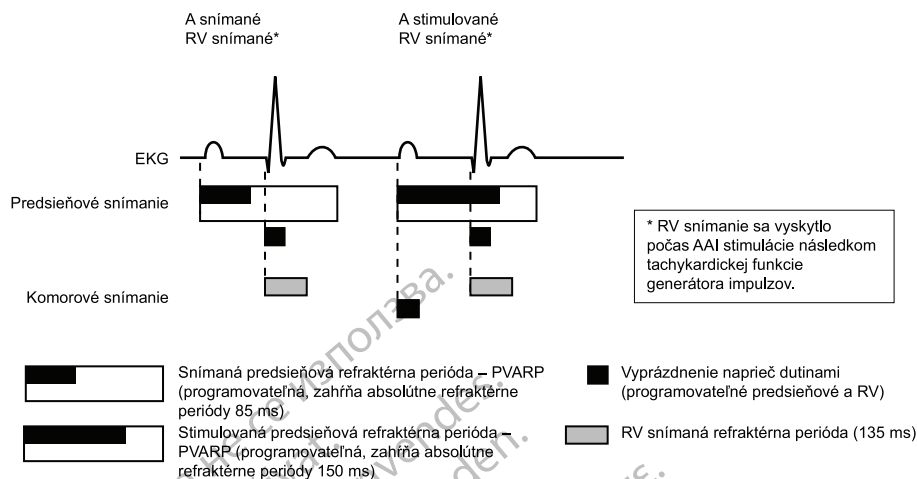 A snímané
RV snímané*
A stimulované
RV snímané*
EKG
Predsieňové snímanie
* RV snímanie sa vyskytlo
počas AAI stimulácie následkom
tachykardickej funkcie
generátora impulzov.
Komorové snímanie
Snímaná predsieňová refraktérna perióda – PVARP
(programovateľná, zahŕňa absolútne refraktérne
periódy 85 ms)
Stimulovaná predsieňová refraktérna perióda –
PVARP (programovateľná, zahŕňa absolútne
refraktérne periódy 150 ms)
Vyprázdnenie naprieč dutinami
(programovateľné predsieňové a RV)
RV snímaná refraktérna perióda (135 ms)
се използва.